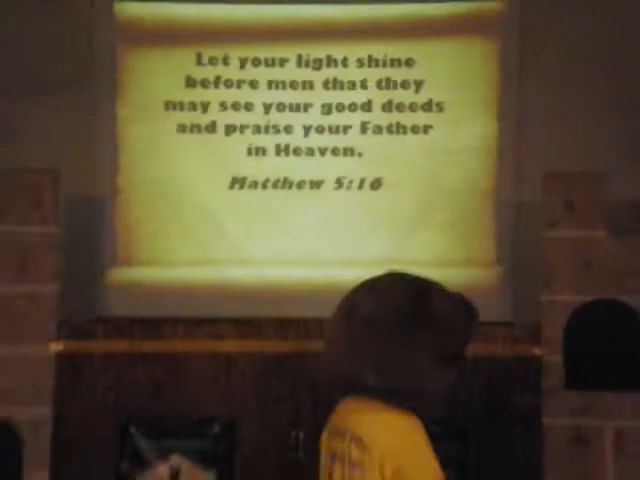 Let your light shine
before men that they
may see your good deeds
and praise your Father
in Heaven.
Matthew 5:16